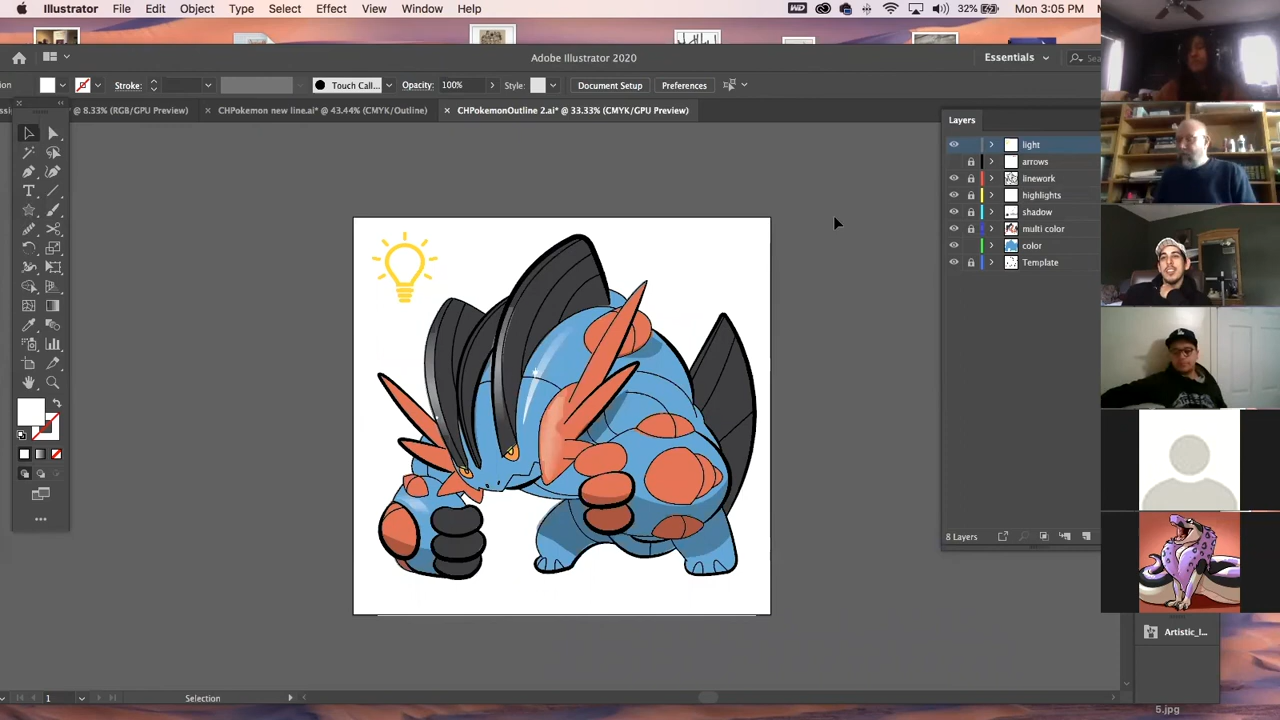 Illustrator File Edit Object Type Select Effect View Window Help 32% Mon 3:05 PM
Adobe Illustrator 2020 Essentials
Stroke: Touch Call... Opacity: 100% Style: Document Setup Preferences
@ 8.33% (RGB/GPU Preview) × CHPokemon new line.ai* @ 43.44% (CMYK/Outline) × CHPokemonOutline 2.ai* @ 33.33% (CMYK/GPU Preview)
Layers
light
arrows
linework
highlights
shadow
multi color
color
Template
8 Layers
Artistic_I...
1 Selection
5.jpg